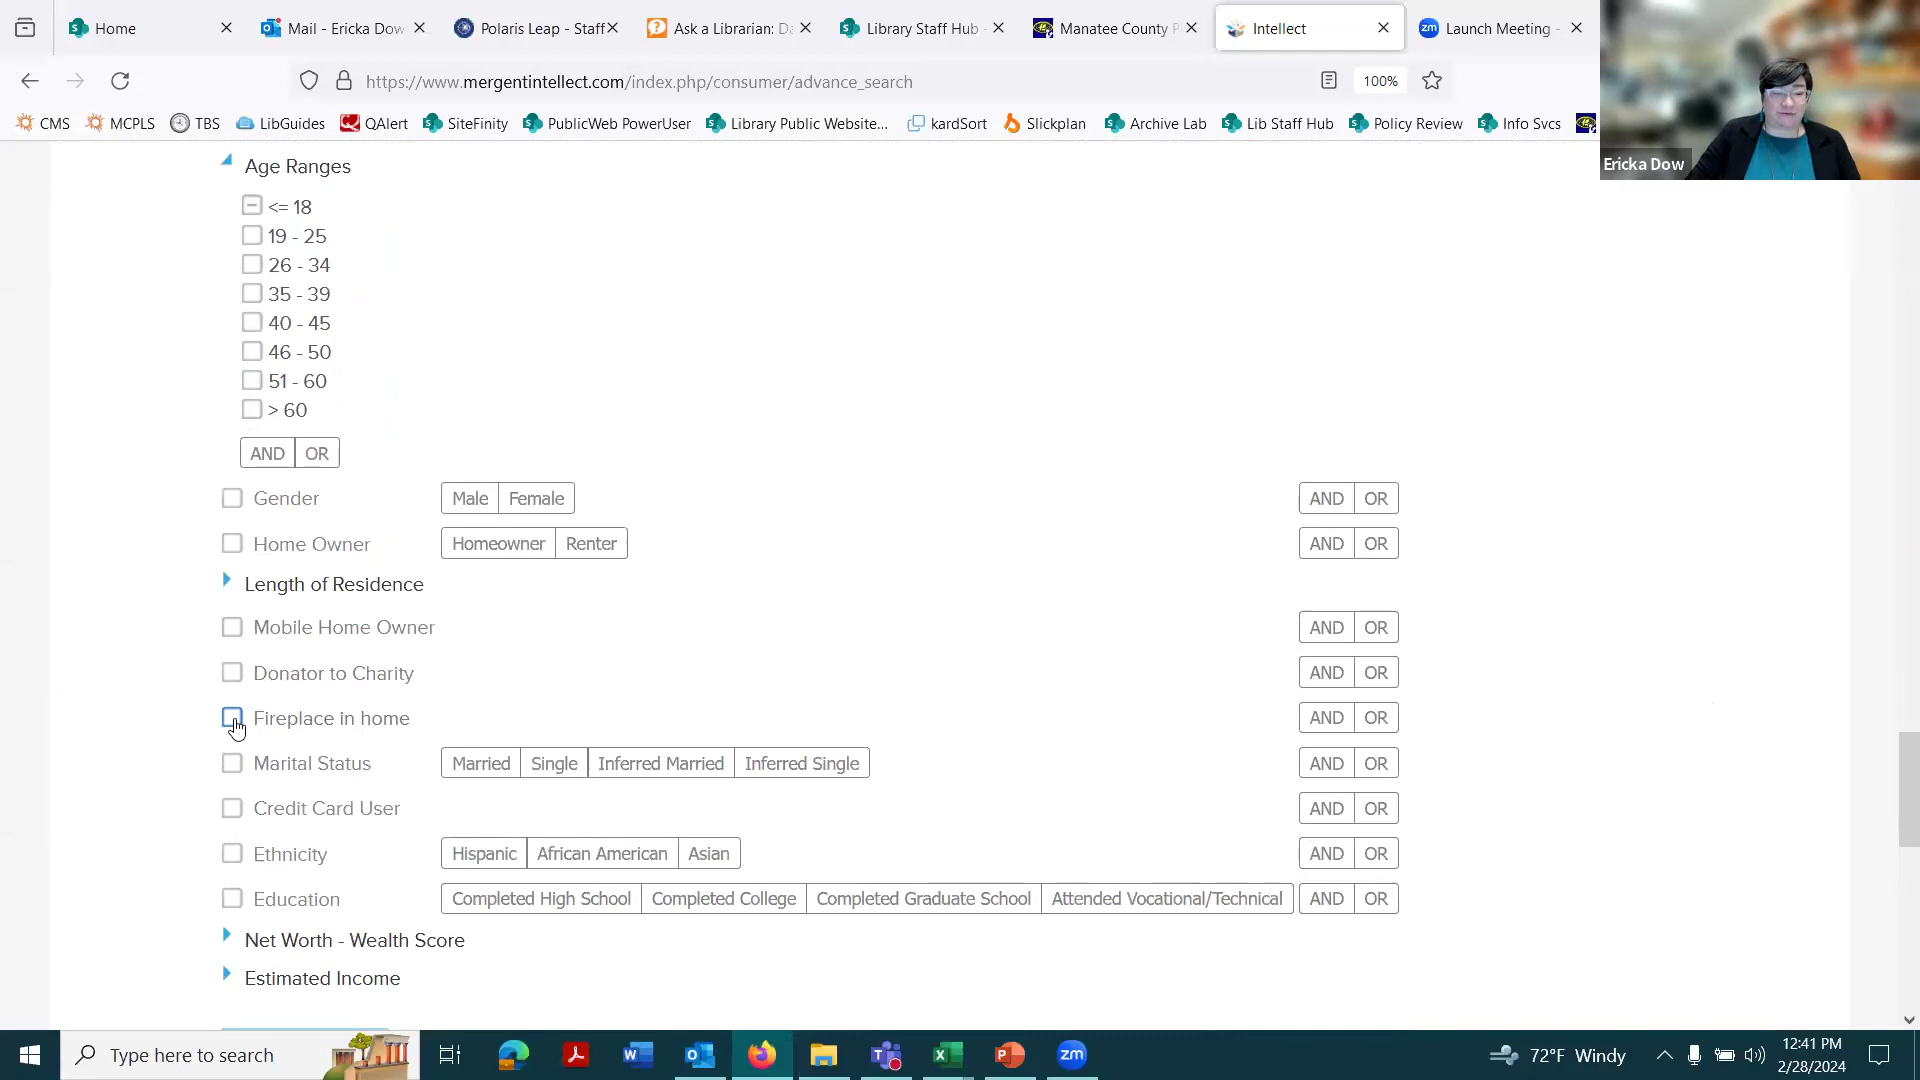 Home
Mail - Ericka Dow
Polaris Leap - Staff
Ask a Librarian: Da
Library Staff Hub -
Manatee County P
Intellect
Launch Meeting -
https://www.mergentintellect.com/index.php/consumer/advance_search
100%
CMS
MCPLS
TBS
LibGuides
QAlert
SiteFinity
PublicWeb PowerUser
Library Public Website...
kardSort
Slickplan
Archive Lab
Lib Staff Hub
Policy Review
Info Svcs
Ericka Dow
Age Ranges
<= 18
19 - 25
26 - 34
35 - 39
40 - 45
46 - 50
51 - 60
> 60
AND OR
Gender Male Female AND OR
Home Owner Homeowner Renter AND OR
Length of Residence
Mobile Home Owner AND OR
Donator to Charity AND OR
Fireplace in home AND OR
Marital Status Married Single Inferred Married Inferred Single AND OR
Credit Card User AND OR
Ethnicity Hispanic African American Asian AND OR
Education Completed High School Completed College Completed Graduate School Attended Vocational/Technical AND OR
Net Worth - Wealth Score
Estimated Income
Type here to search
zm
72°F Windy
12:41 PM
2/28/2024